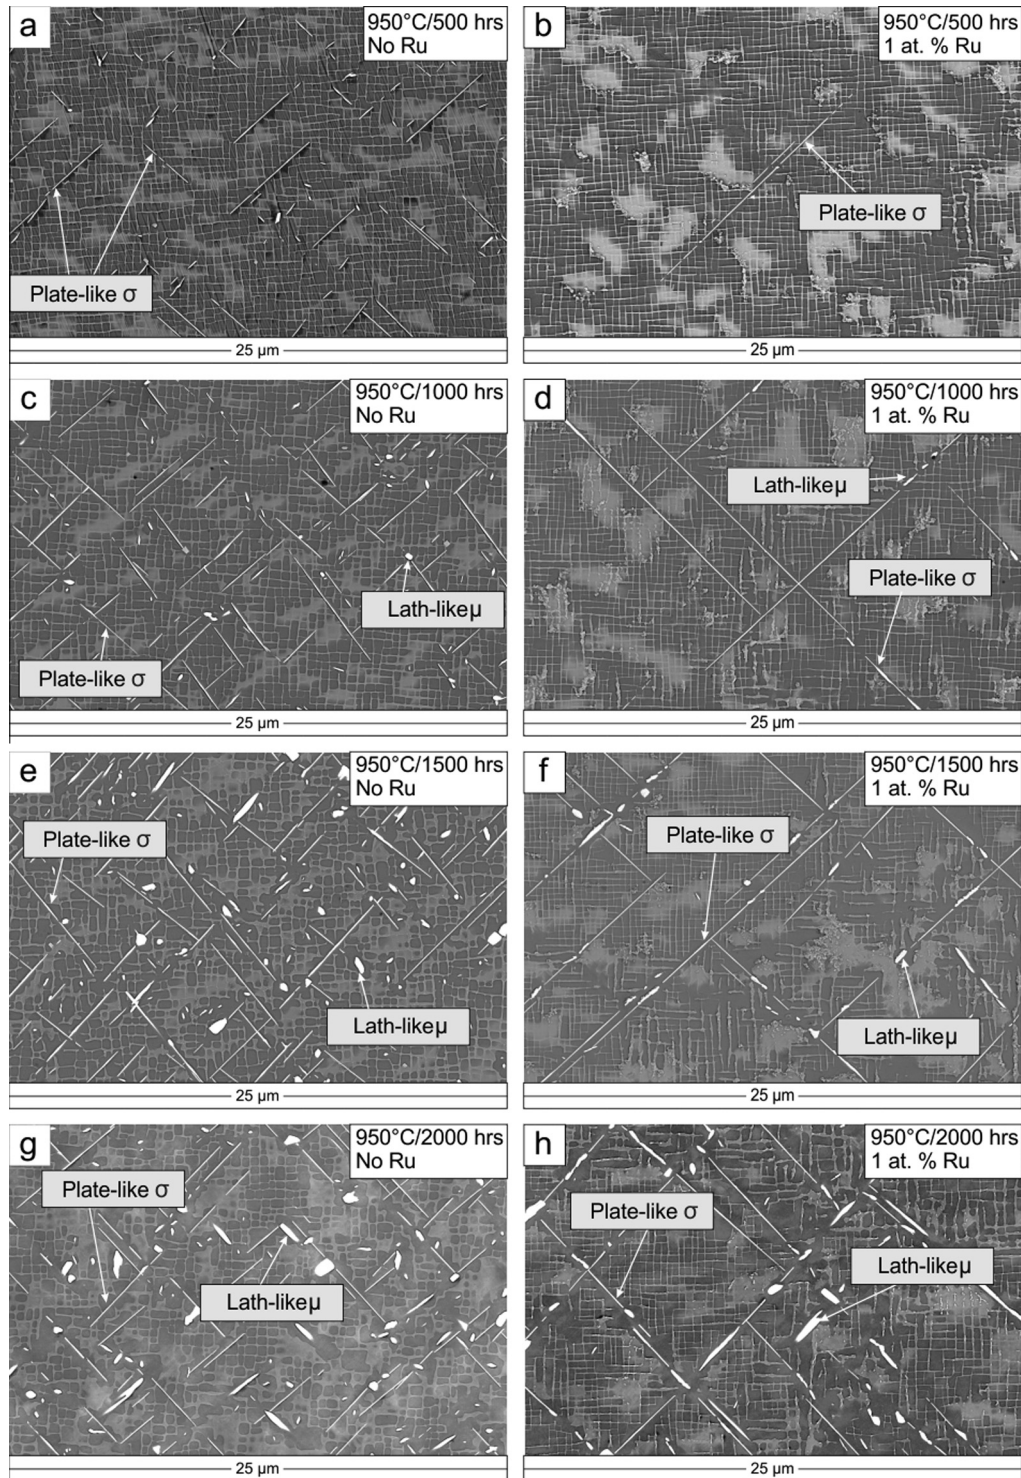 a
950°C/500 hrs
No Ru
Plate-like σ
25 µm
b
950°C/500 hrs
1 at. % Ru
Plate-like σ
25 µm
c
950°C/1000 hrs
No Ru
Lath-likeµ
Plate-like σ
25 µm
d
950°C/1000 hrs
1 at. % Ru
Lath-likeµ
Plate-like σ
25 µm
e
950°C/1500 hrs
No Ru
Plate-like σ
Lath-likeµ
25 µm
f
950°C/1500 hrs
1 at. % Ru
Plate-like σ
Lath-likeµ
25 µm
g
950°C/2000 hrs
No Ru
Plate-like σ
Lath-likeµ
25 µm
h
950°C/2000 hrs
1 at. % Ru
Plate-like σ
Lath-likeµ
25 µm